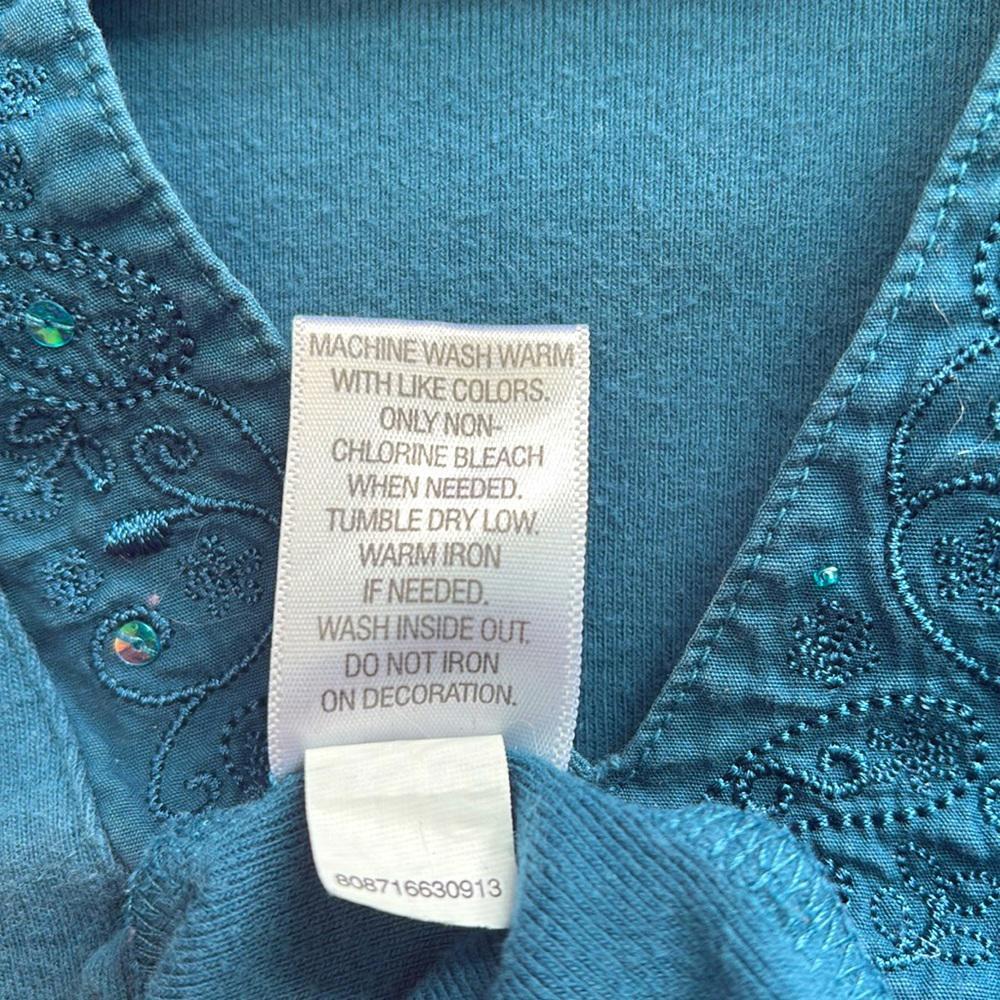 MACHINE WASH WARM
WITH LIKE COLORS.
ONLY NON-
CHLORINE BLEACH
WHEN NEEDED.
TUMBLE DRY LOW.
WARM IRON
IF NEEDED.
WASH INSIDE OUT.
DO NOT IRON
ON DECORATION.
808716630913